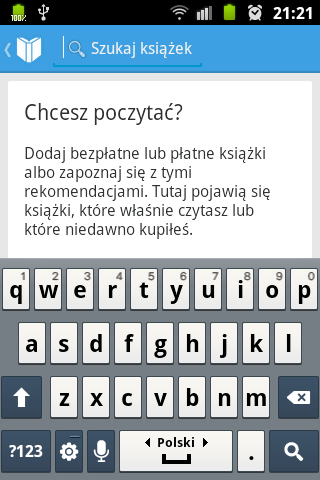 100% 21:21
Szukaj książek
Chcesz poczytać?
Dodaj bezpłatne lub płatne książki
albo zapoznaj się z tymi
rekomendacjami. Tutaj pojawią się
książki, które właśnie czytasz lub
które niedawno kupiłeś.
1 2 3 4 5 6 7 8 9 0
q w e r t y u i o p
a s d f g h j k l
z x c v b n m
?123 Polski .